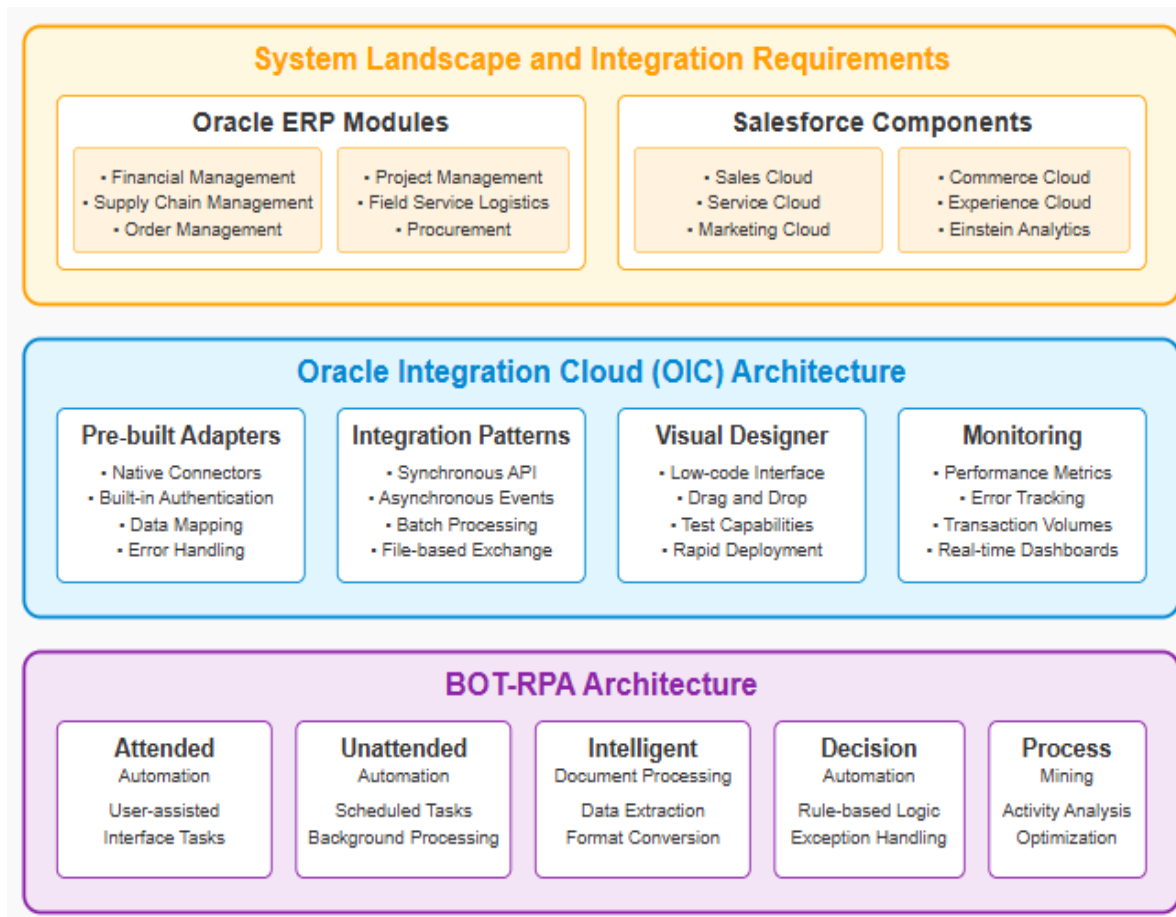 System Landscape and Integration Requirements
Oracle ERP Modules
▪ Financial Management
▪ Supply Chain Management
▪ Order Management
▪ Project Management
▪ Field Service Logistics
▪ Procurement
Salesforce Components
▪ Sales Cloud
▪ Service Cloud
▪ Marketing Cloud
▪ Commerce Cloud
▪ Experience Cloud
▪ Einstein Analytics
Oracle Integration Cloud (OIC) Architecture
Pre-built Adapters
▪ Native Connectors
▪ Built-in Authentication
▪ Data Mapping
▪ Error Handling
Integration Patterns
▪ Synchronous API
▪ Asynchronous Events
▪ Batch Processing
▪ File-based Exchange
Visual Designer
▪ Low-code Interface
▪ Drag and Drop
▪ Test Capabilities
▪ Rapid Deployment
Monitoring
▪ Performance Metrics
▪ Error Tracking
▪ Transaction Volumes
▪ Real-time Dashboards
BOT-RPA Architecture
Attended
Automation
User-assisted
Interface Tasks
Unattended
Automation
Scheduled Tasks
Background Processing
Intelligent
Document Processing
Data Extraction
Format Conversion
Decision
Automation
Rule-based Logic
Exception Handling
Process
Mining
Activity Analysis
Optimization